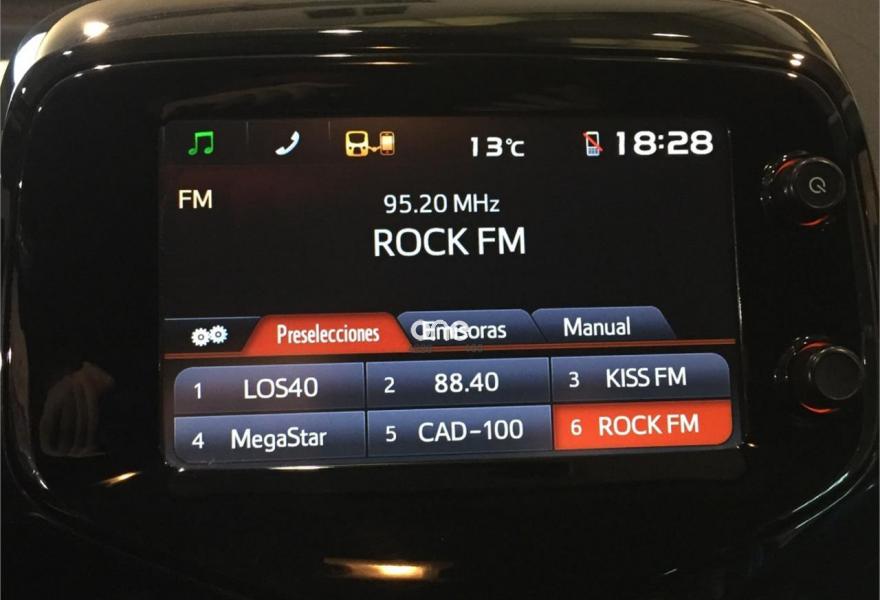 13°C 18:28
FM
95.20 MHz
ROCK FM
Preselecciones Emisoras Manual
1 LOS40 2 88.40 3 KISS FM
4 MegaStar 5 CAD-100 6 ROCK FM